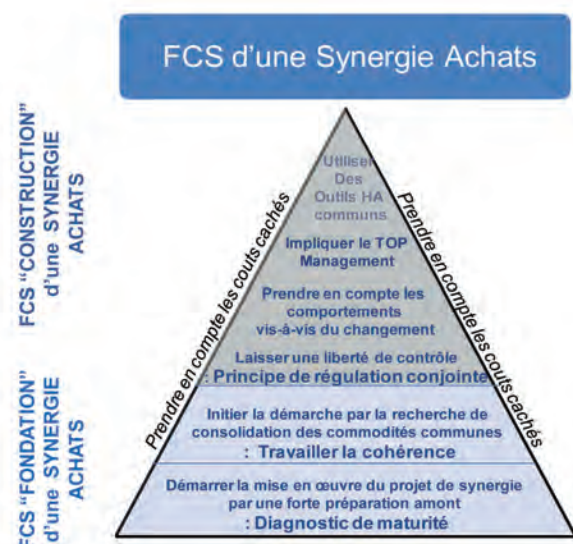 FCS d'une Synergie Achats
FCS "CONSTRUCTION"
d'une SYNERGIE
ACHATS
Prendre en compte les couts cachés
Utiliser
Des
Outils HA
communs
Impliquer le TOP
Management
Prendre en compte les
comportements
vis-à-vis du changement
Laisser une liberté de contrôle
: Principe de régulation conjointe
Prendre en compte les couts cachés
FCS "FONDATION"
d'une SYNERGIE
ACHATS
Initier la démarche par la recherche de
consolidation des commodités communes
: Travailler la cohérence
Démarrer la mise en œuvre du projet de synergie
par une forte préparation amont
: Diagnostic de maturité